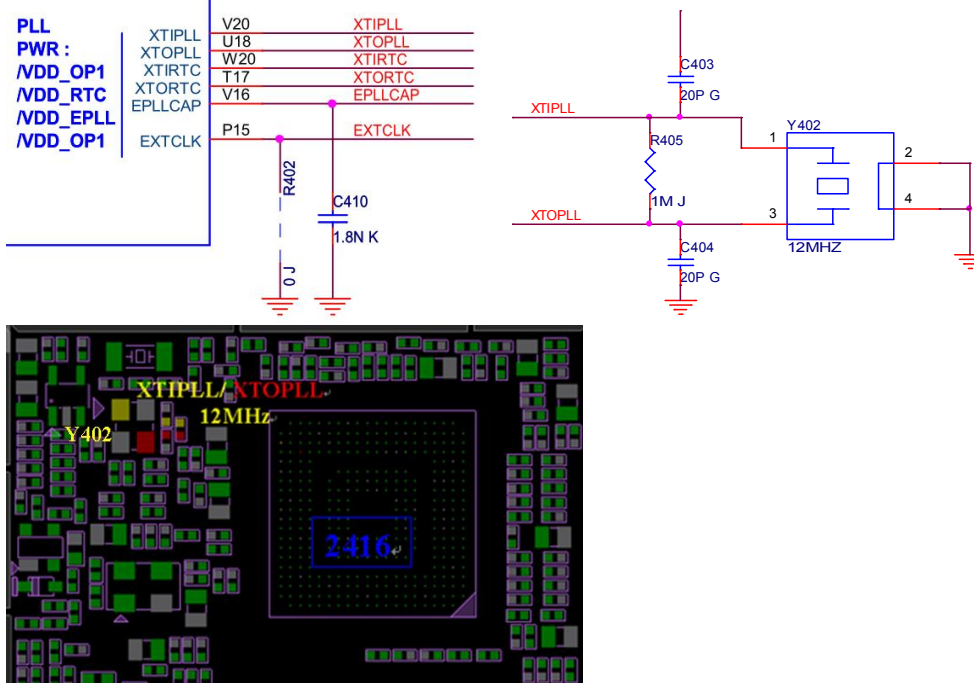 PLL
PWR :
/VDD_OP1
/VDD_RTC
/VDD_EPLL
/VDD_OP1
XTIPLL
XTOPLL
XTIRTC
XTORTC
EPLLCAP
EXTCLK
V20
U18
W20
T17
V16
P15
XTIPLL
XTOPLL
XTIRTC
XTORTC
EPLLCAP
EXTCLK
R402
0 J
C410
1.8N K
C403
20P G
XTIPLL
R405
1M J
XTOPLL
C404
20P G
Y402
1
2
3
4
12MHZ
XTIPLL/ XTOPLL
12MHz
Y402
2416